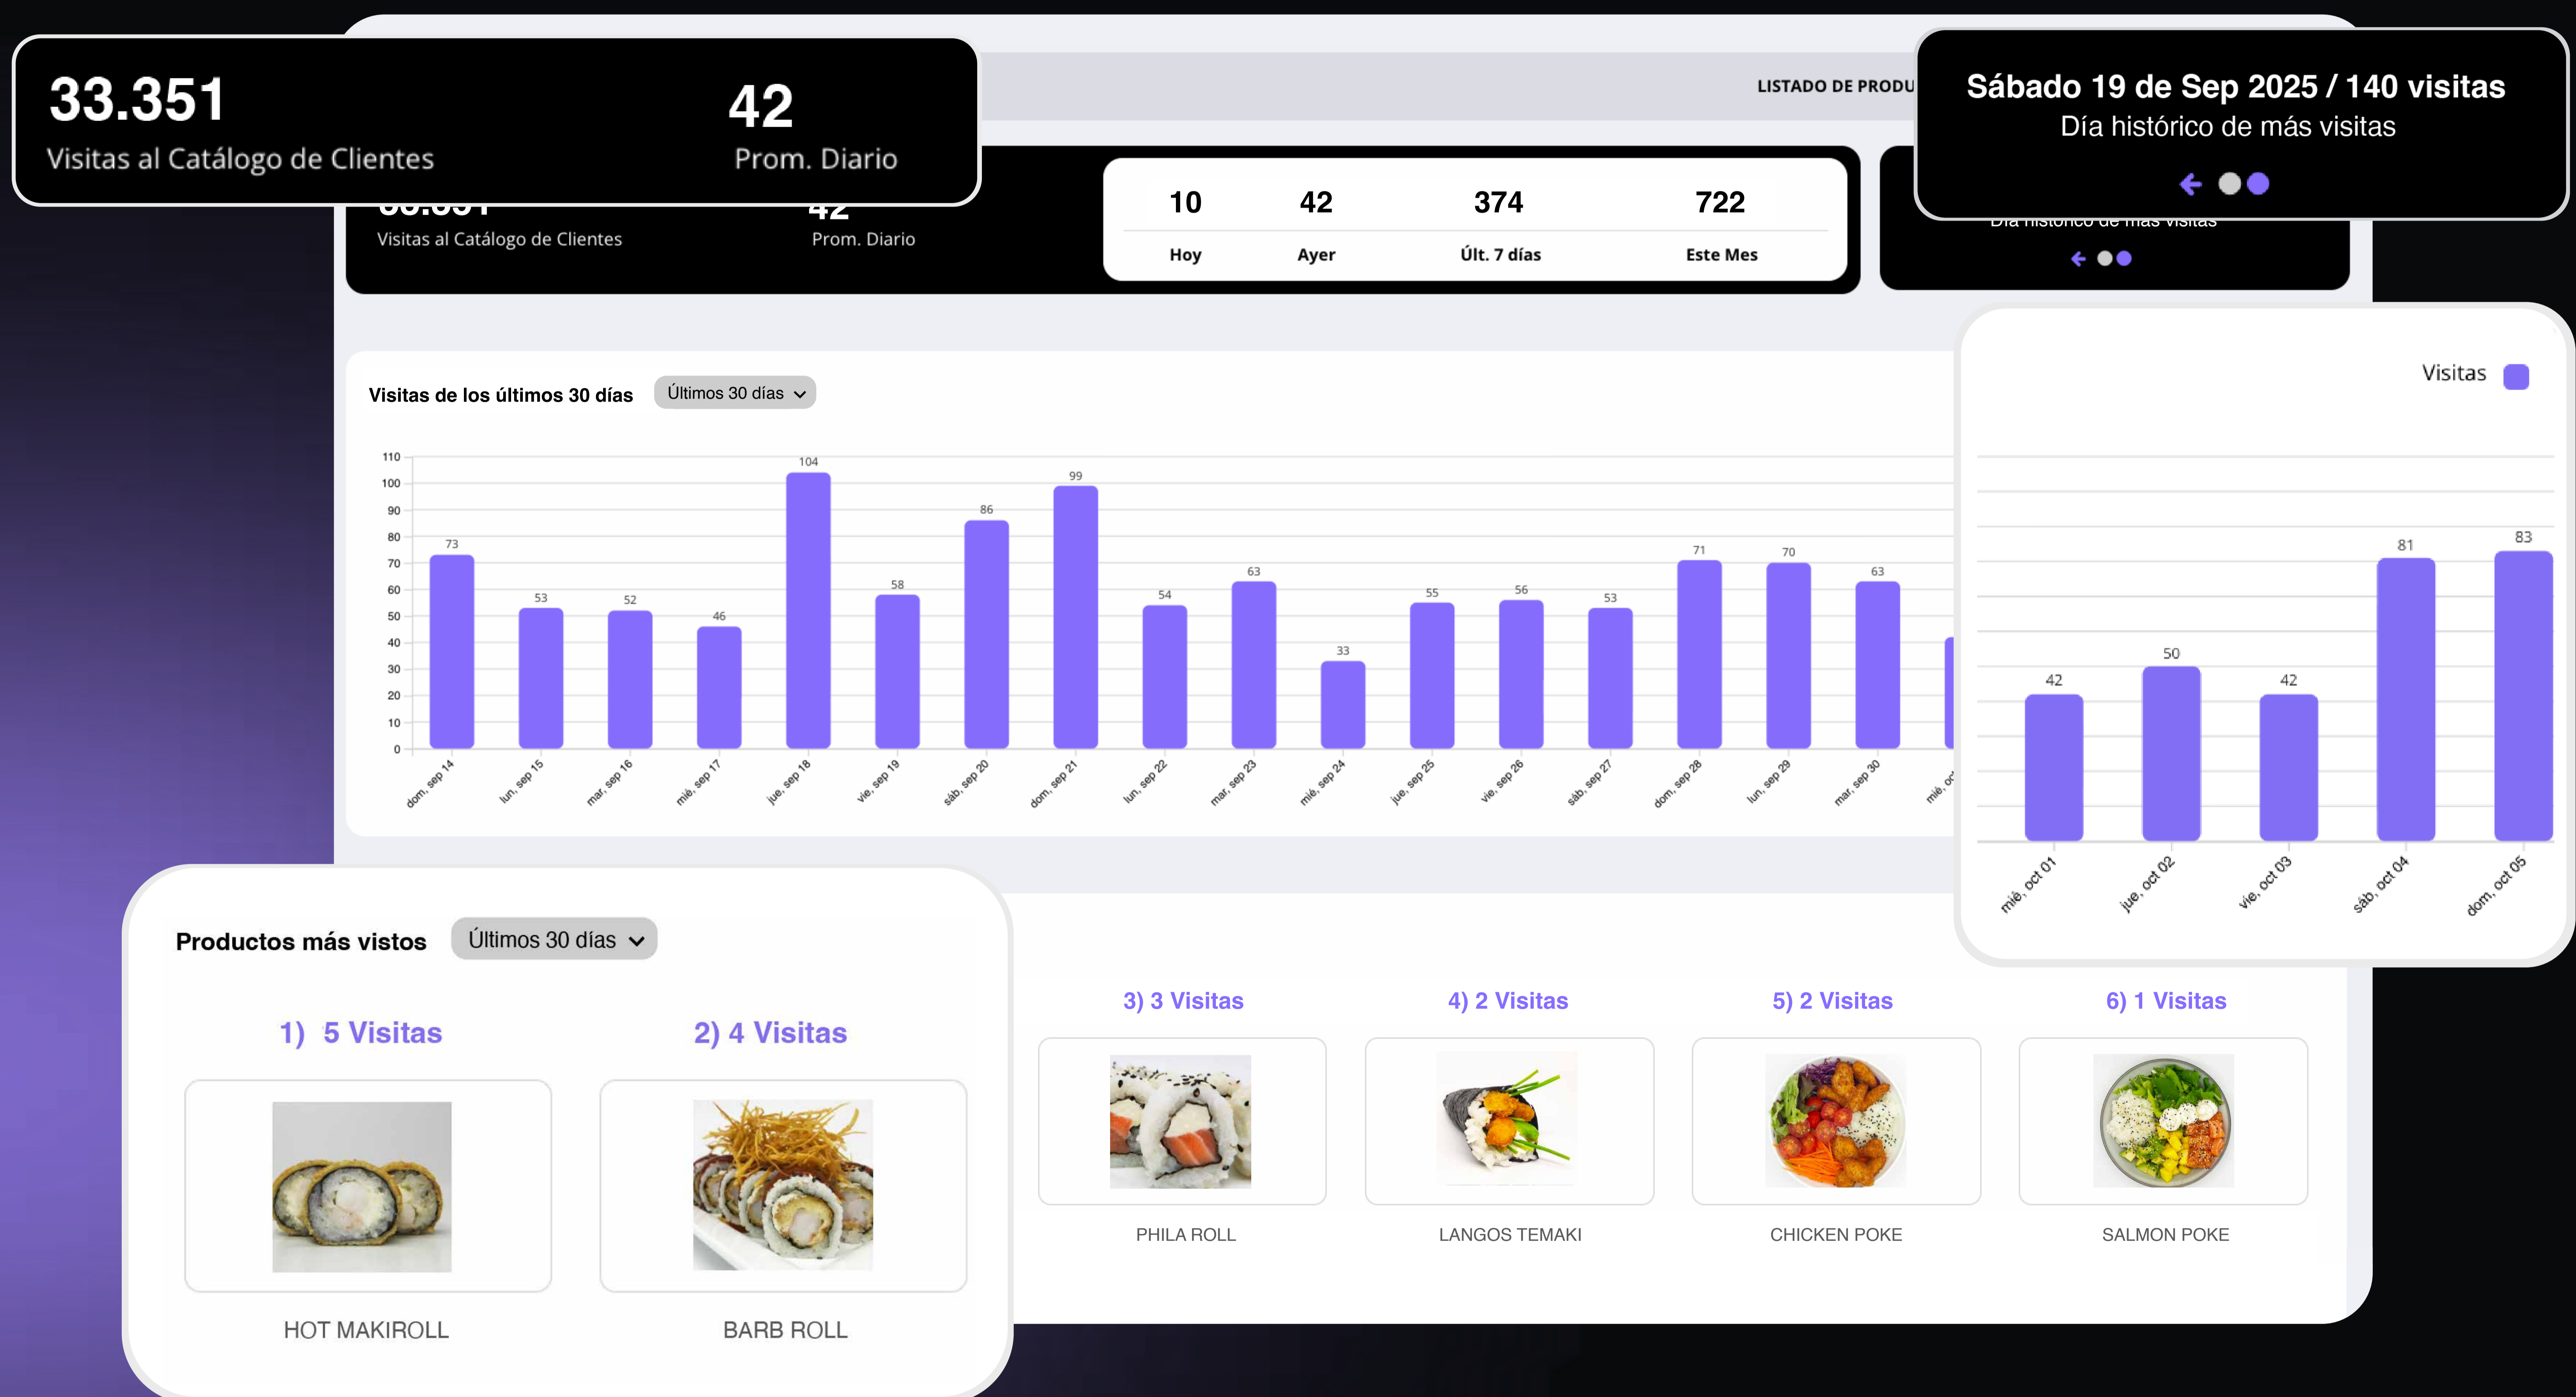 33.351
Visitas al Catálogo de Clientes
42
Prom. Diario
LISTADO DE
Sábado 19 de Sep 2025 / 140 visitas
Día histórico de más visitas
33.351
Visitas al Catálogo de Clientes
42
Prom. Diario
10 42 374 722
Hoy Ayer Últ. 7 días Este Mes
Día histórico de más visitas
Visitas de los últimos 30 días
Últimos 30 días
110
100
90
80
70
60
50
40
30
20
10
0
73
53
52
46
104
58
86
99
54
63
33
55
56
53
71
70
63
dom, sep 14
lun, sep 15
mar, sep 16
mié, sep 17
jue, sep 18
vie, sep 19
sáb, sep 20
dom, sep 21
lun, sep 22
mar, sep 23
mié, sep 24
jue, sep 25
vie, sep 26
sáb, sep 27
dom, sep 28
lun, sep 29
mar, sep 30
mié,
Visitas
42
50
42
81
83
mié, oct 01
jue, oct 02
vie, oct 03
sáb, oct 04
dom, oct 05
Productos más vistos
Últimos 30 días
1) 5 Visitas
2) 4 Visitas
3) 3 Visitas
4) 2 Visitas
5) 2 Visitas
6) 1 Visitas
HOT MAKIROLL
BARB ROLL
PHILA ROLL
LANGOS TEMAKI
CHICKEN POKE
SALMON POKE